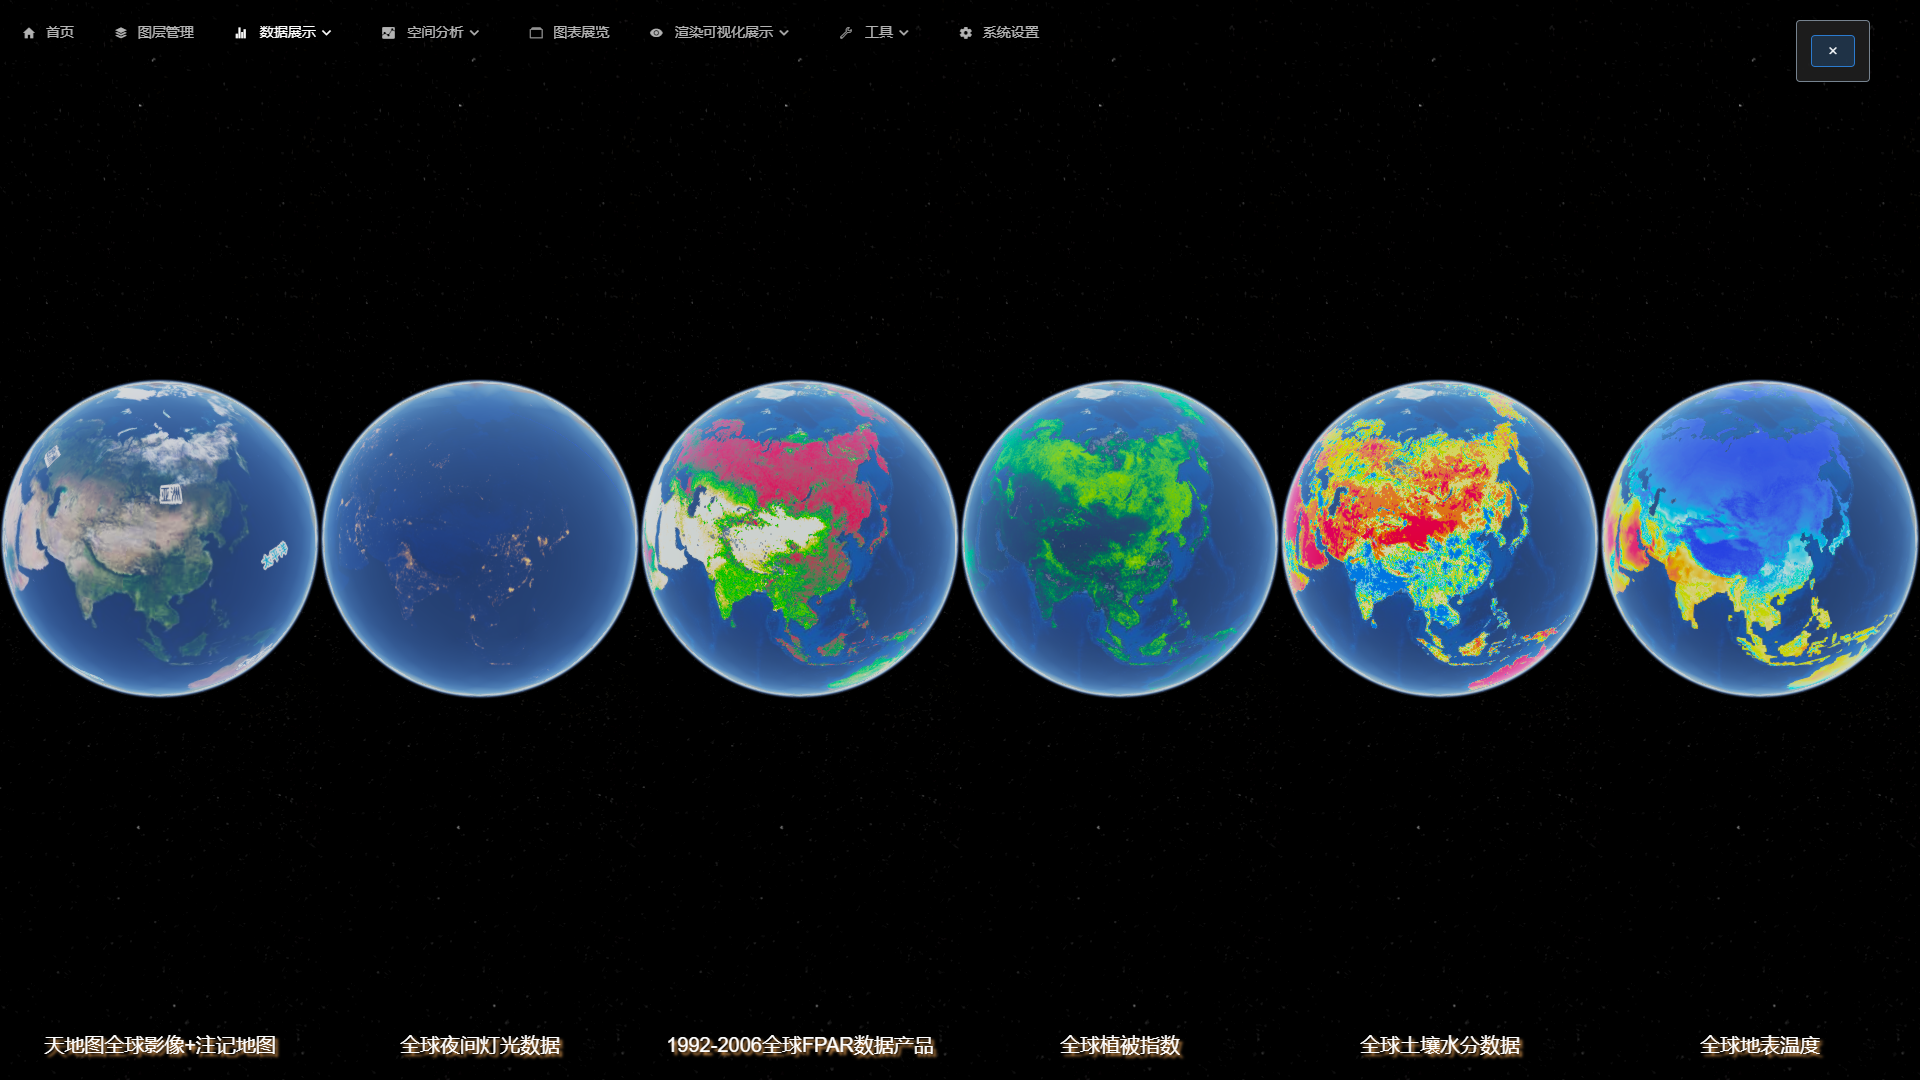 首页
图层管理
数据展示
空间分析
图表展览
渲染可视化展示
工具
系统设置
亚洲
天地图全球影像+注记地图
全球夜间灯光数据
1992-2006全球FPAR数据产品
全球植被指数
全球土壤水分数据
全球地表温度